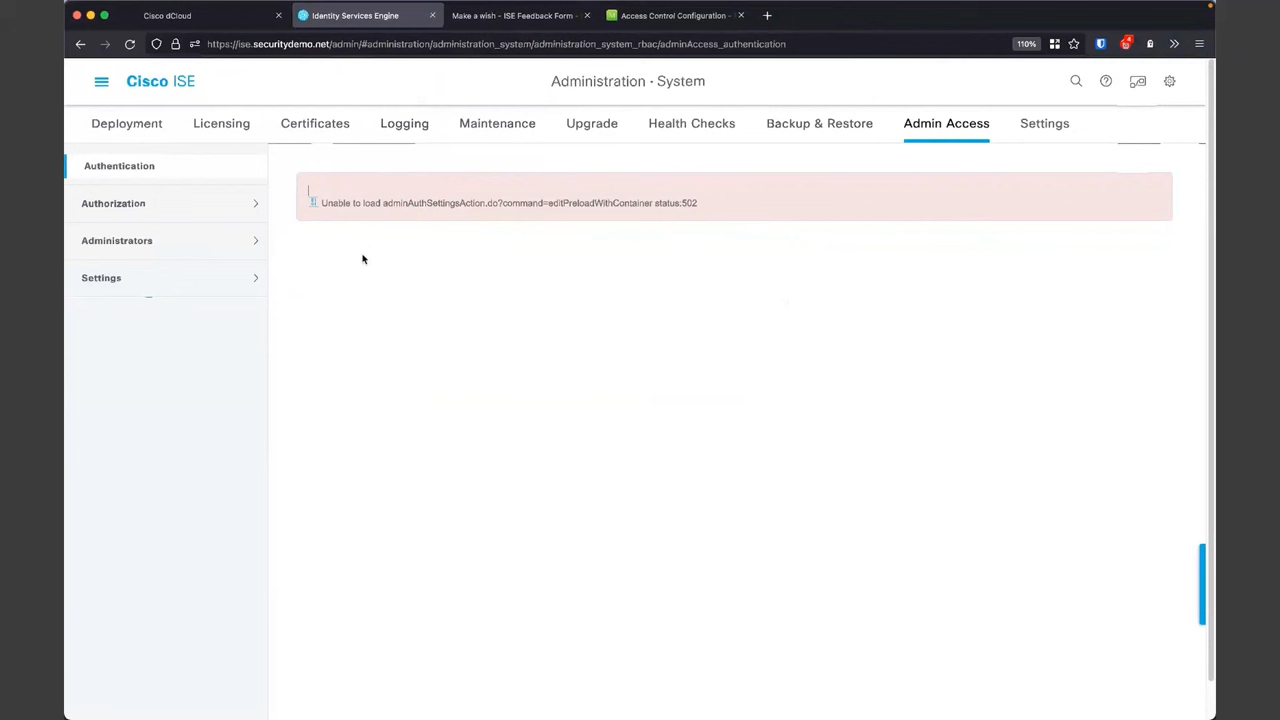 Cisco dCloud
Identity Services Engine
Make a wish - ISE Feedback Form -
Access Control Configuration -
https://ise.securitydemo.net/admin/#administration/administration_system/administration_system_rbac/adminAccess_authentication
110%
4
Cisco ISE
Administration · System
Deployment
Licensing
Certificates
Logging
Maintenance
Upgrade
Health Checks
Backup & Restore
Admin Access
Settings
Authentication
Authorization
Administrators
Settings
Unable to load adminAuthSettingsAction.do?command=editPreloadWithContainer status:502